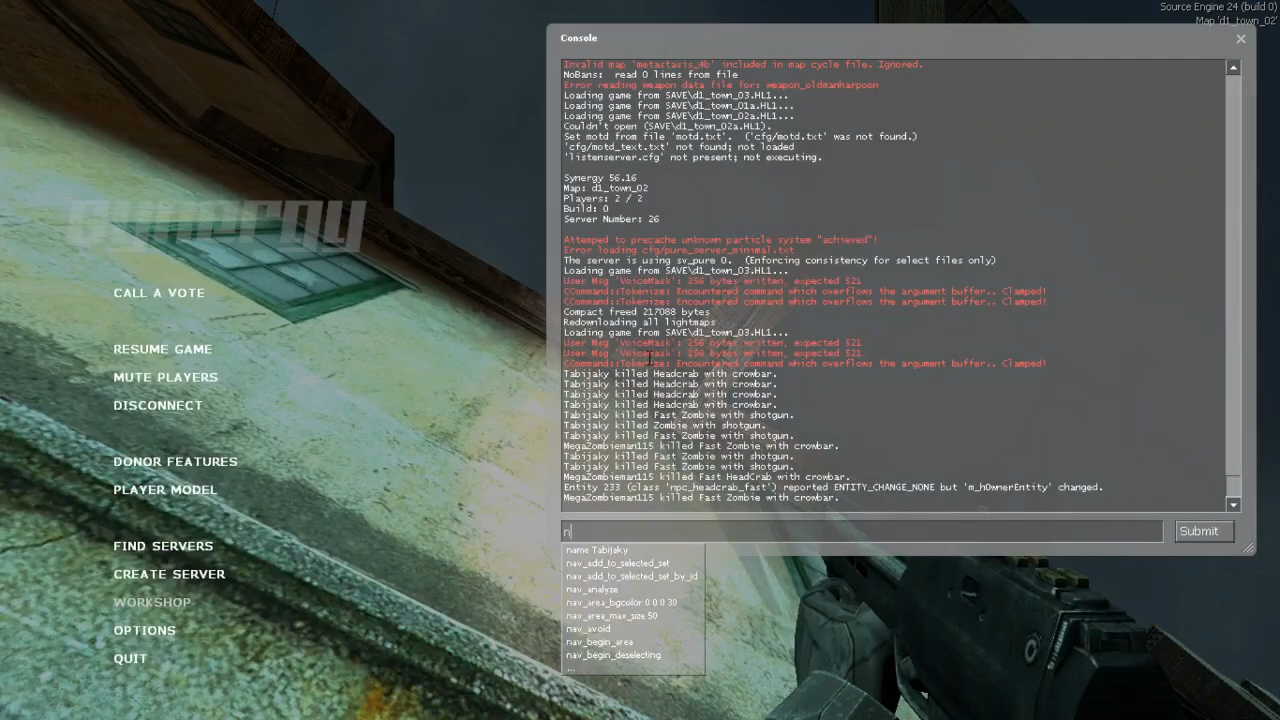 Source Engine 24 (build 0)
Map 'd1_town_02'
Console
Invalid map 'metastasis_4b' included in map cycle file. Ignored.
NoBans:  read 0 lines from file
Error reading weapon data file for: weapon_oldmanharpoon
Loading game from SAVE\d1_town_03.HL1...
Loading game from SAVE\d1_town_01a.HL1...
Loading game from SAVE\d1_town_02a.HL1...
Couldn't open (SAVE\d1_town_02a.HL1).
Set motd from file 'motd.txt'.  ('cfg/motd.txt' was not found.)
'cfg/motd_text.txt' not found; not loaded
'listenserver.cfg' not present; not executing.
Synergy 56.16
Map: d1_town_02
Players: 2 / 2
Build: 0
Server Number: 26
Attemped to precache unknown particle system "achieved"!
Error loading cfg/pure_server_minimal.txt
The server is using sv_pure 0.  (Enforcing consistency for select files only)
Loading game from SAVE\d1_town_03.HL1...
User Msg 'VoiceMask': 256 bytes written, expected 521
CCommand::Tokenize: Encountered command which overflows the argument buffer.. Clamped!
CCommand::Tokenize: Encountered command which overflows the argument buffer.. Clamped!
Compact freed 217088 bytes
Redownloading all lightmaps
Loading game from SAVE\d1_town_03.HL1...
User Msg 'VoiceMask': 256 bytes written, expected 521
User Msg 'VoiceMask': 256 bytes written, expected 521
CCommand::Tokenize: Encountered command which overflows the argument buffer.. Clamped!
Tabijaky killed Headcrab with crowbar.
Tabijaky killed Headcrab with crowbar.
Tabijaky killed Headcrab with crowbar.
Tabijaky killed Headcrab with crowbar.
Tabijaky killed Fast Zombie with shotgun.
Tabijaky killed Zombie with shotgun.
Tabijaky killed Fast Zombie with shotgun.
MegaZombieman115 killed Fast Zombie with crowbar.
Tabijaky killed Fast Zombie with shotgun.
Tabijaky killed Fast Zombie with shotgun.
MegaZombieman115 killed Fast HeadCrab with crowbar.
Entity 233 (class 'npc_headcrab_fast') reported ENTITY_CHANGE_NONE but 'm_hOwnerEntity' changed.
MegaZombieman115 killed Fast Zombie with crowbar.
n
Submit
name Tabijaky
nav_add_to_selected_set
nav_add_to_selected_set_by_id
nav_analyze
nav_area_bgcolor 0 0 0 30
nav_area_max_size 50
nav_avoid
nav_begin_area
nav_begin_deselecting
...
synergy
CALL A VOTE
RESUME GAME
MUTE PLAYERS
DISCONNECT
DONOR FEATURES
PLAYER MODEL
FIND SERVERS
CREATE SERVER
WORKSHOP
OPTIONS
QUIT